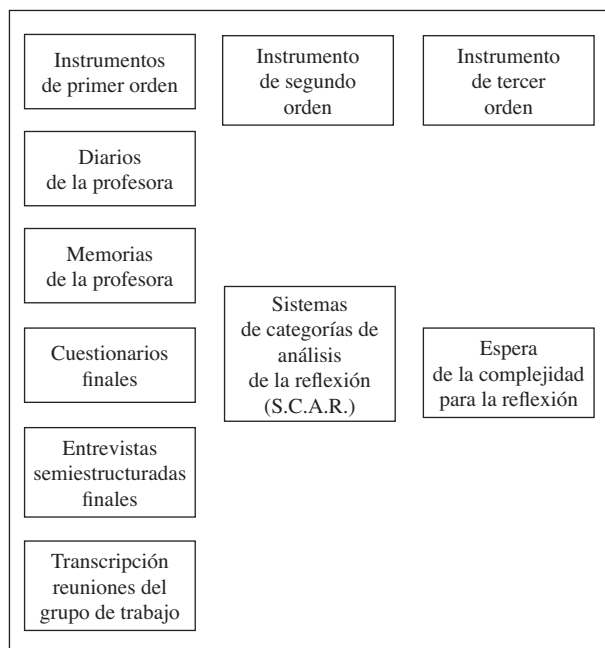 Instrumentos
de primer orden
Instrumento
de segundo
orden
Instrumento
de tercer
orden
Diarios
de la profesora
Memorias
de la profesora
Cuestionarios
finales
Entrevistas
semiestructuradas
finales
Transcripción
reuniones del
grupo de trabajo
Sistemas
de categorías de
análisis
de la reflexión
(S.C.A.R.)
Espera
de la complejidad
para la reflexión